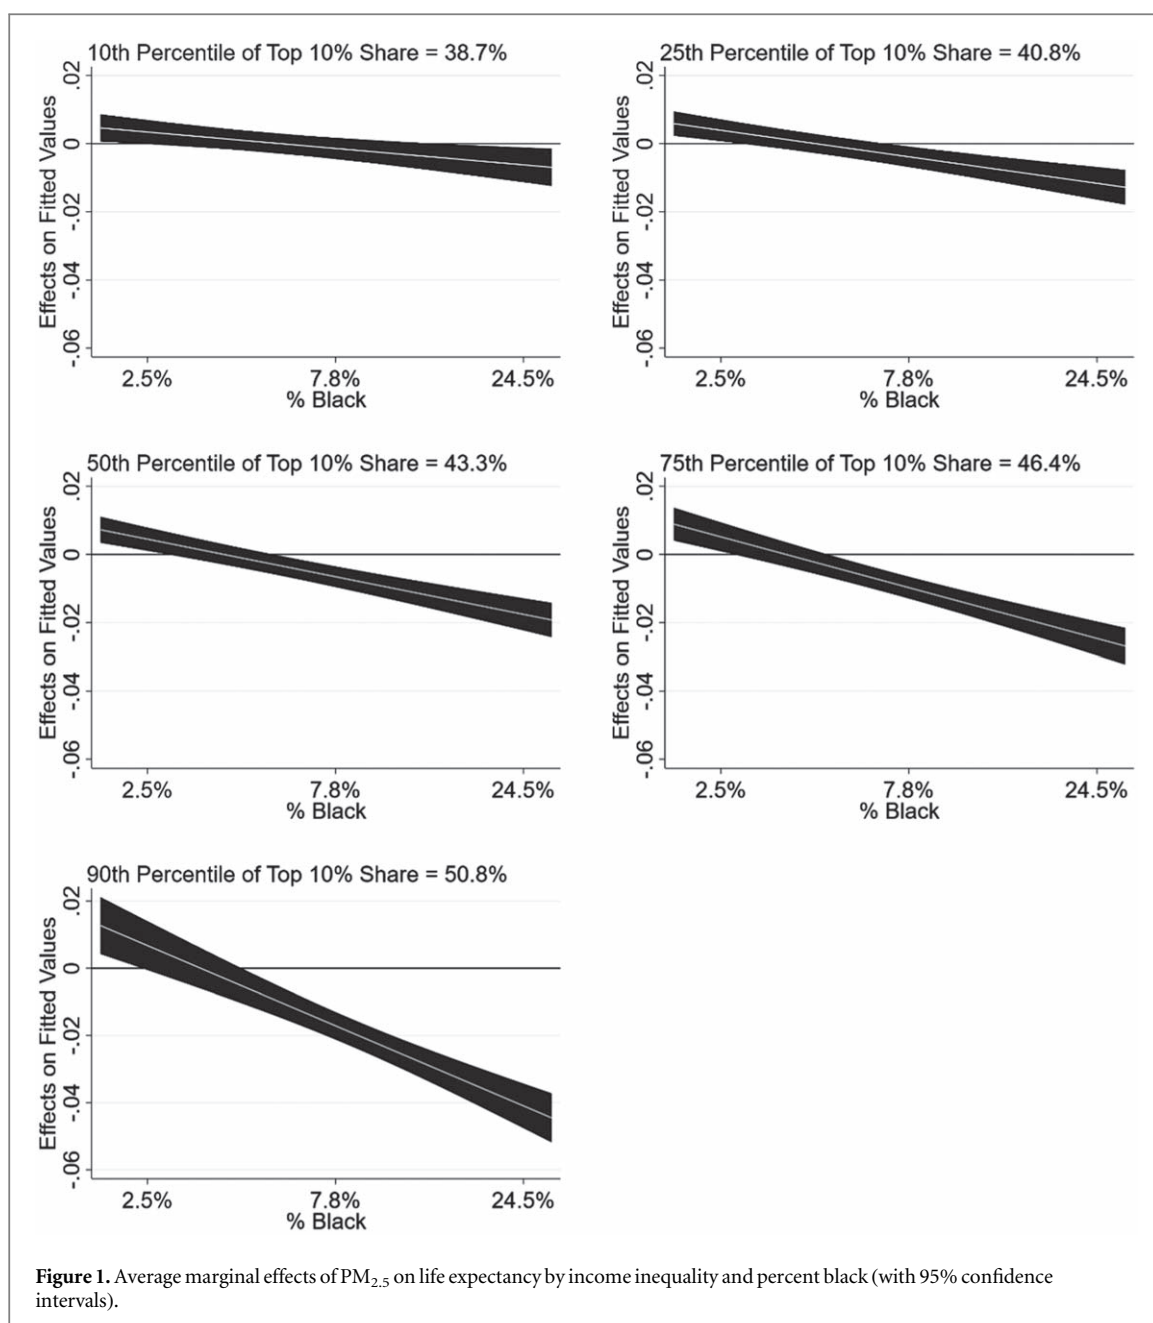 10th Percentile of Top 10% Share = 38.7%
.02
0
-.02
-.04
-.06
Effects on Fitted Values
2.5%
7.8%
24.5%
% Black
25th Percentile of Top 10% Share = 40.8%
.02
0
-.02
-.04
-.06
Effects on Fitted Values
2.5%
7.8%
24.5%
% Black
50th Percentile of Top 10% Share = 43.3%
.02
0
-.02
-.04
-.06
Effects on Fitted Values
2.5%
7.8%
24.5%
% Black
75th Percentile of Top 10% Share = 46.4%
.02
0
-.02
-.04
-.06
Effects on Fitted Values
2.5%
7.8%
24.5%
% Black
90th Percentile of Top 10% Share = 50.8%
.02
0
-.02
-.04
-.06
Effects on Fitted Values
2.5%
7.8%
24.5%
% Black
Figure 1. Average marginal effects of PM2.5 on life expectancy by income inequality and percent black (with 95% confidence
intervals).